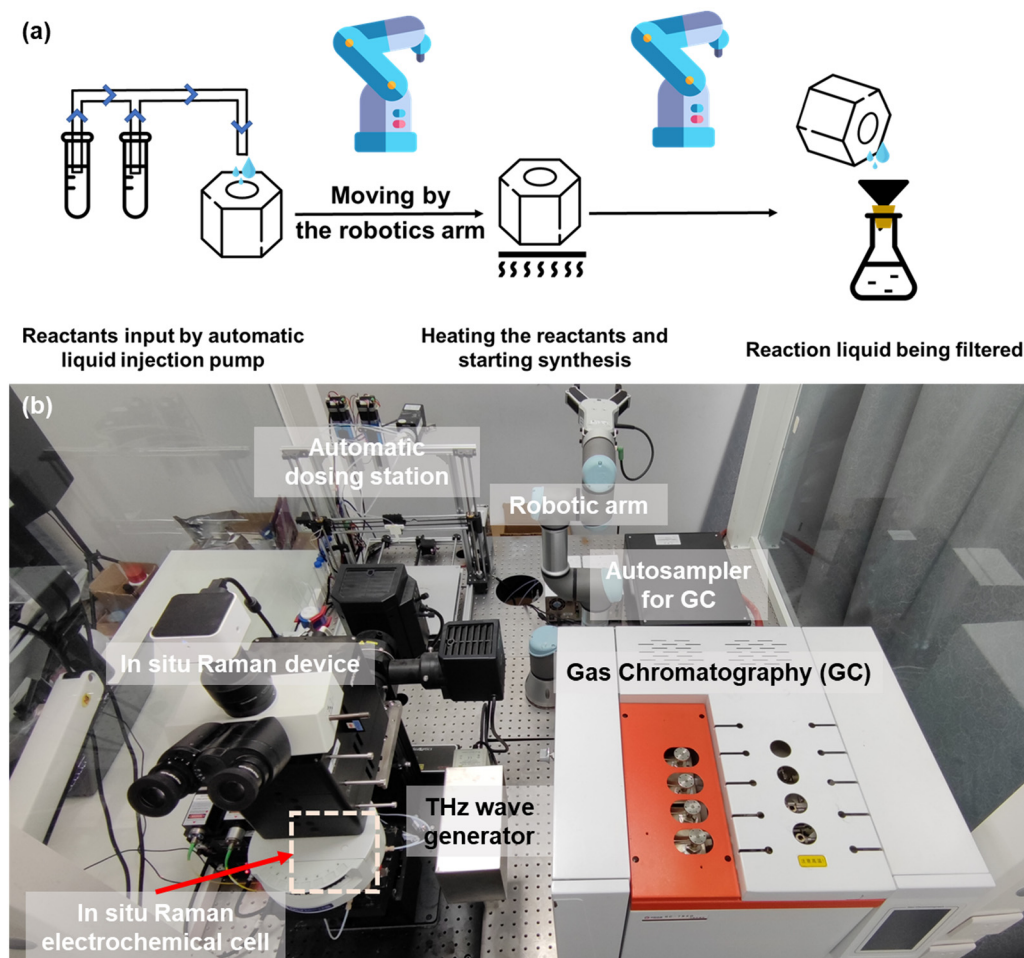 (a)
Moving by
the robotics arm
Reactants input by automatic
liquid injection pump
Heating the reactants and
starting synthesis
Reaction liquid being filtered
(b)
Automatic
dosing station
Robotic arm
Autosampler
for GC
In situ Raman device
Gas Chromatography (GC)
THz wave
generator
In situ Raman
electrochemical cell